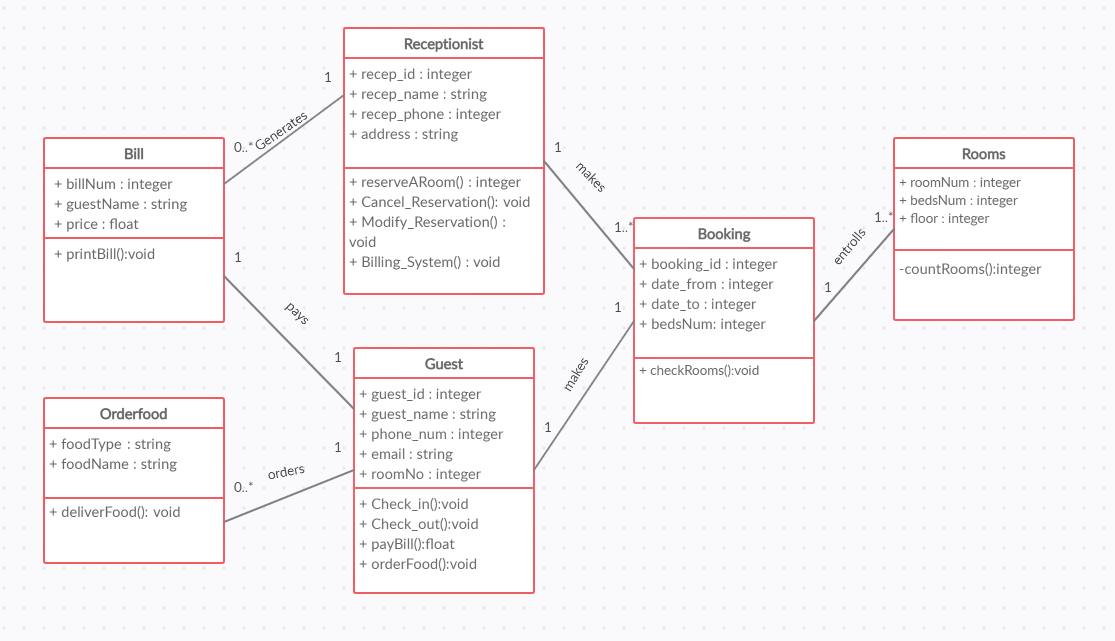 Receptionist
+ recep_id : integer
+ recep_name : string
+ recep_phone : integer
+ address : string
+ reserveARoom() : integer
+ Cancel_Reservation(): void
+ Modify_Reservation() :
void
+ Billing_System() : void
1
Generates
0..*
Bill
+ billNum : integer
+ guestName : string
+ price : float
+ printBill():void
1
pays
1
1
makes
1..*
Booking
+ booking_id : integer
+ date_from : integer
+ date_to : integer
+ bedsNum: integer
+ checkRooms():void
Rooms
+ roomNum : integer
+ bedsNum : integer
+ floor : integer
-countRooms():integer
1..*
entrolls
1
1
makes
1
Guest
+ guest_id : integer
+ guest_name : string
+ phone_num : integer
+ email : string
+ roomNo : integer
+ Check_in():void
+ Check_out():void
+ payBill():float
+ orderFood():void
Orderfood
+ foodType : string
+ foodName : string
+ deliverFood(): void
1
orders
0..*